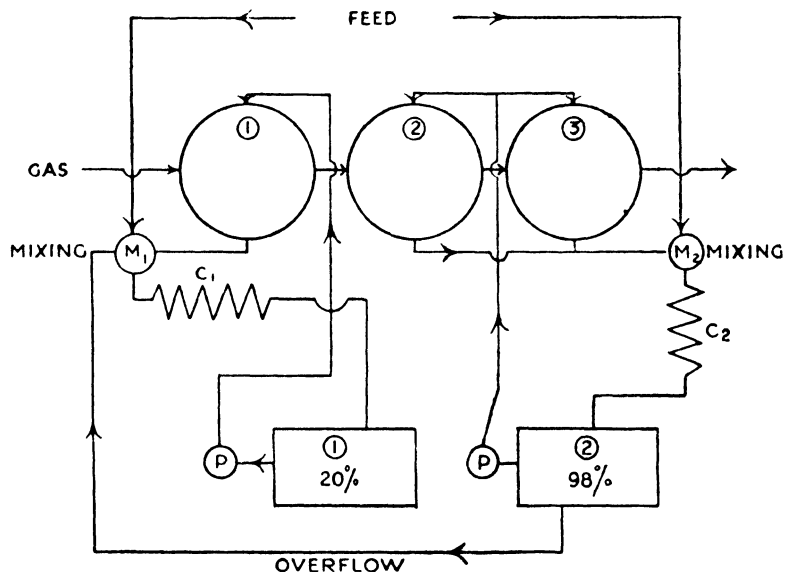 FEED
① ② ③
GAS
MIXING M₁ M₂ MIXING
C₁
C₂
① ②
P 20% P 98%
OVERFLOW